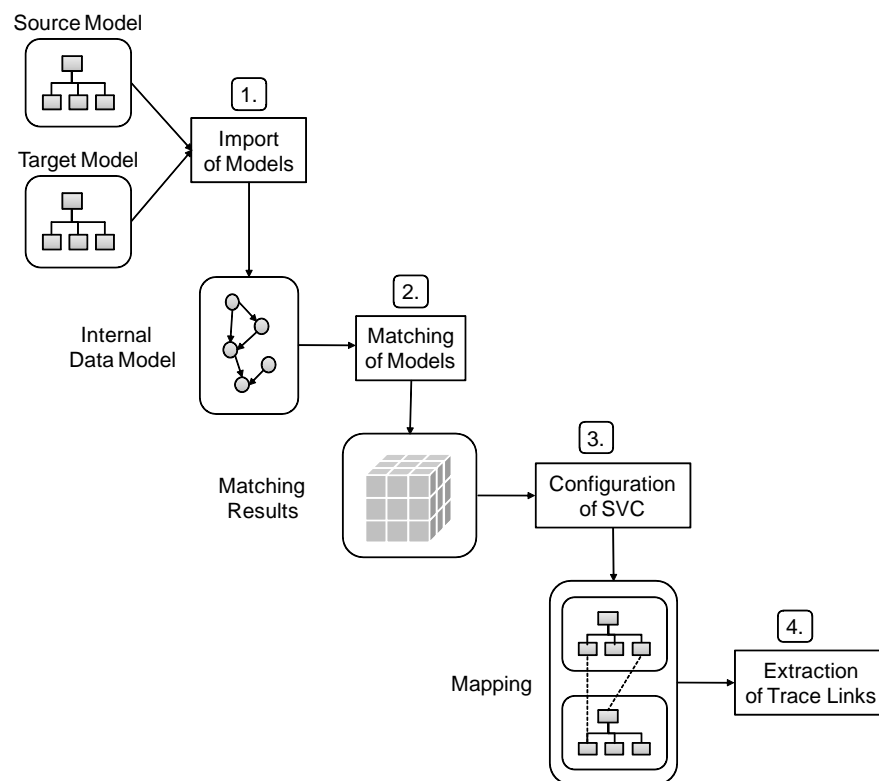 Source Model
1.
Import
of Models
Target Model
2.
Internal
Data Model
Matching
of Models
3.
Matching
Results
Configuration
of SVC
4.
Mapping
Extraction
of Trace Links